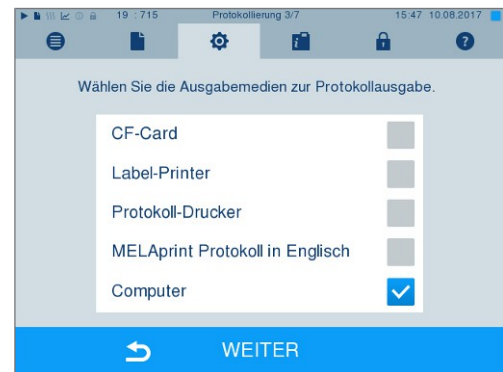 19 : 715 Protokollierung 3/7 15:47 10.08.2017
Wählen Sie die Ausgabemedien zur Protokollausgabe.
CF-Card
Label-Printer
Protokoll-Drucker
MELAprint Protokoll in Englisch
Computer
WEITER